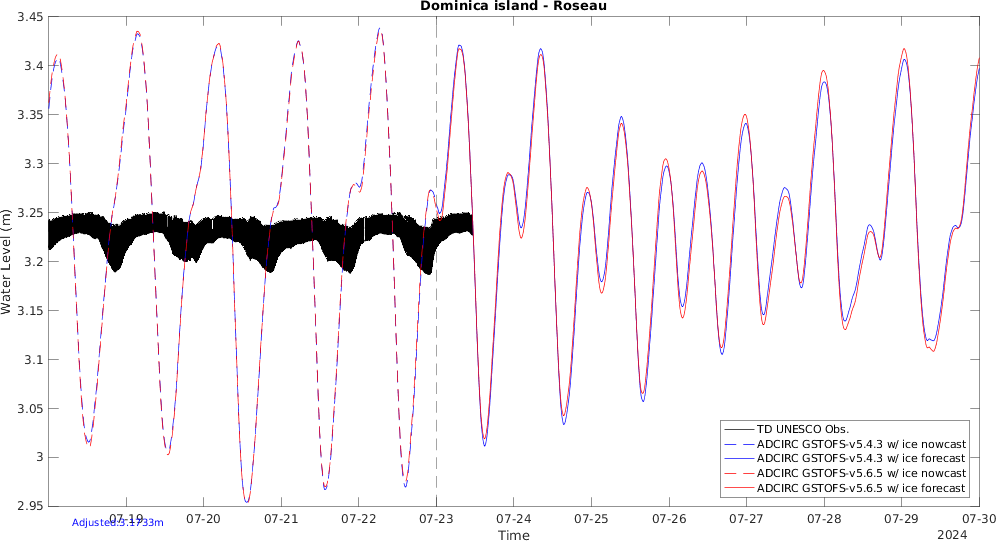 Dominica island - Roseau
3.45
3.4
3.35
3.3
3.25
3.2
3.15
3.1
3.05
3
2.95
Water Level (m)
TD UNESCO Obs.
ADCIRC GSTOFS-v5.4.3 w/ ice nowcast
ADCIRC GSTOFS-v5.4.3 w/ ice forecast
ADCIRC GSTOFS-v5.6.5 w/ ice nowcast
ADCIRC GSTOFS-v5.6.5 w/ ice forecast
07-19 07-20 07-21 07-22 07-23 07-24 07-25 07-26 07-27 07-28 07-29 07-30
Adjusted:3.1733m
Time
2024